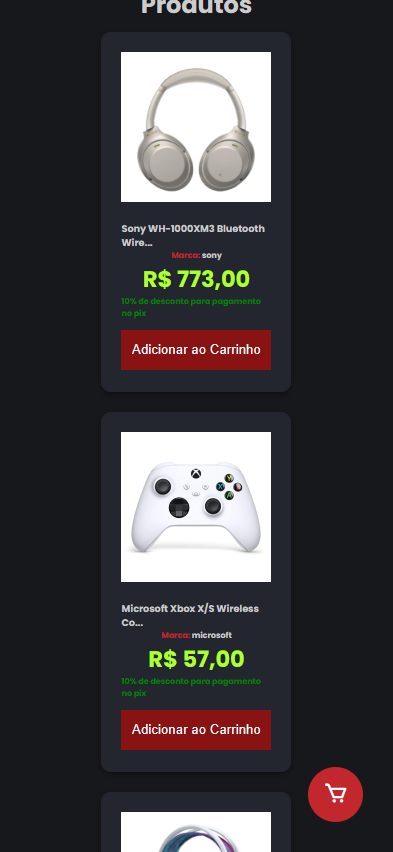 Produtos
Sony WH-1000XM3 Bluetooth
Wire...
Marca: sony
R$ 773,00
10% de desconto para pagamento
no pix
Adicionar ao Carrinho
Microsoft Xbox X/S Wireless
Co...
Marca: microsoft
R$ 57,00
10% de desconto para pagamento
no pix
Adicionar ao Carrinho